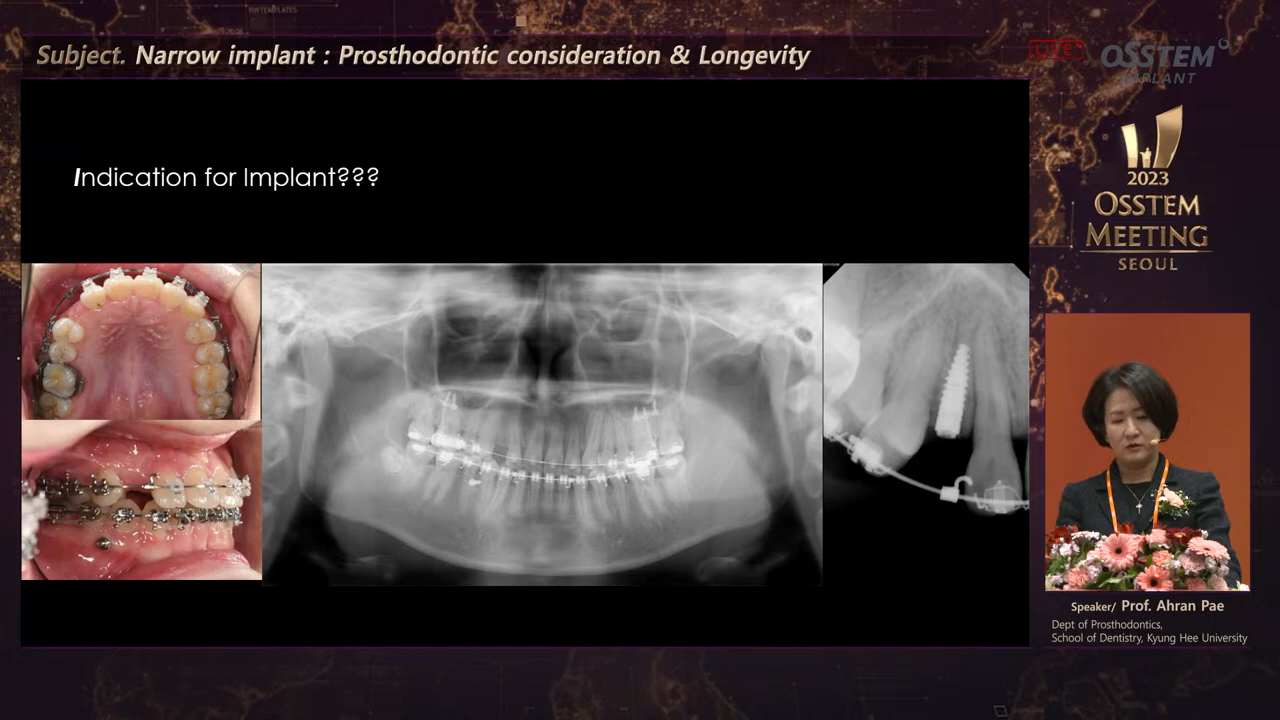 RWTEMPLATES
Subject. Narrow implant : Prosthodontic consideration & Longevity
LIVE
OSSTEM
IMPLANT
Indication for Implant???
2023
OSSTEM
MEETING
SEOUL
Speaker/ Prof. Ahran Pae
Dept of Prosthodontics,
School of Dentistry, Kyung Hee University